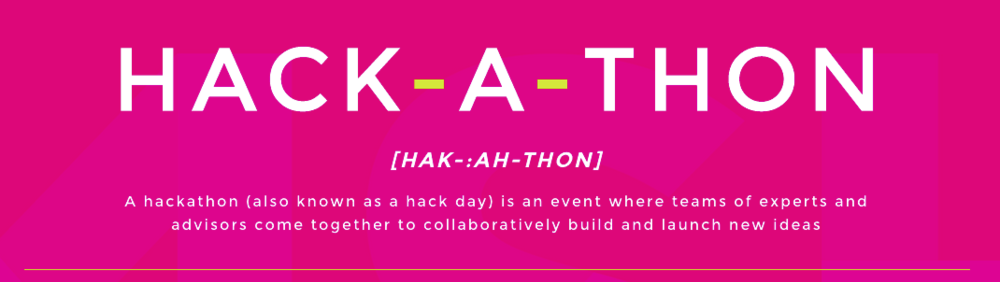 HACK-A-THON
[HAK-:AH-THON]
A hackathon (also known as a hack day) is an event where teams of experts and
advisors come together to collaboratively build and launch new ideas